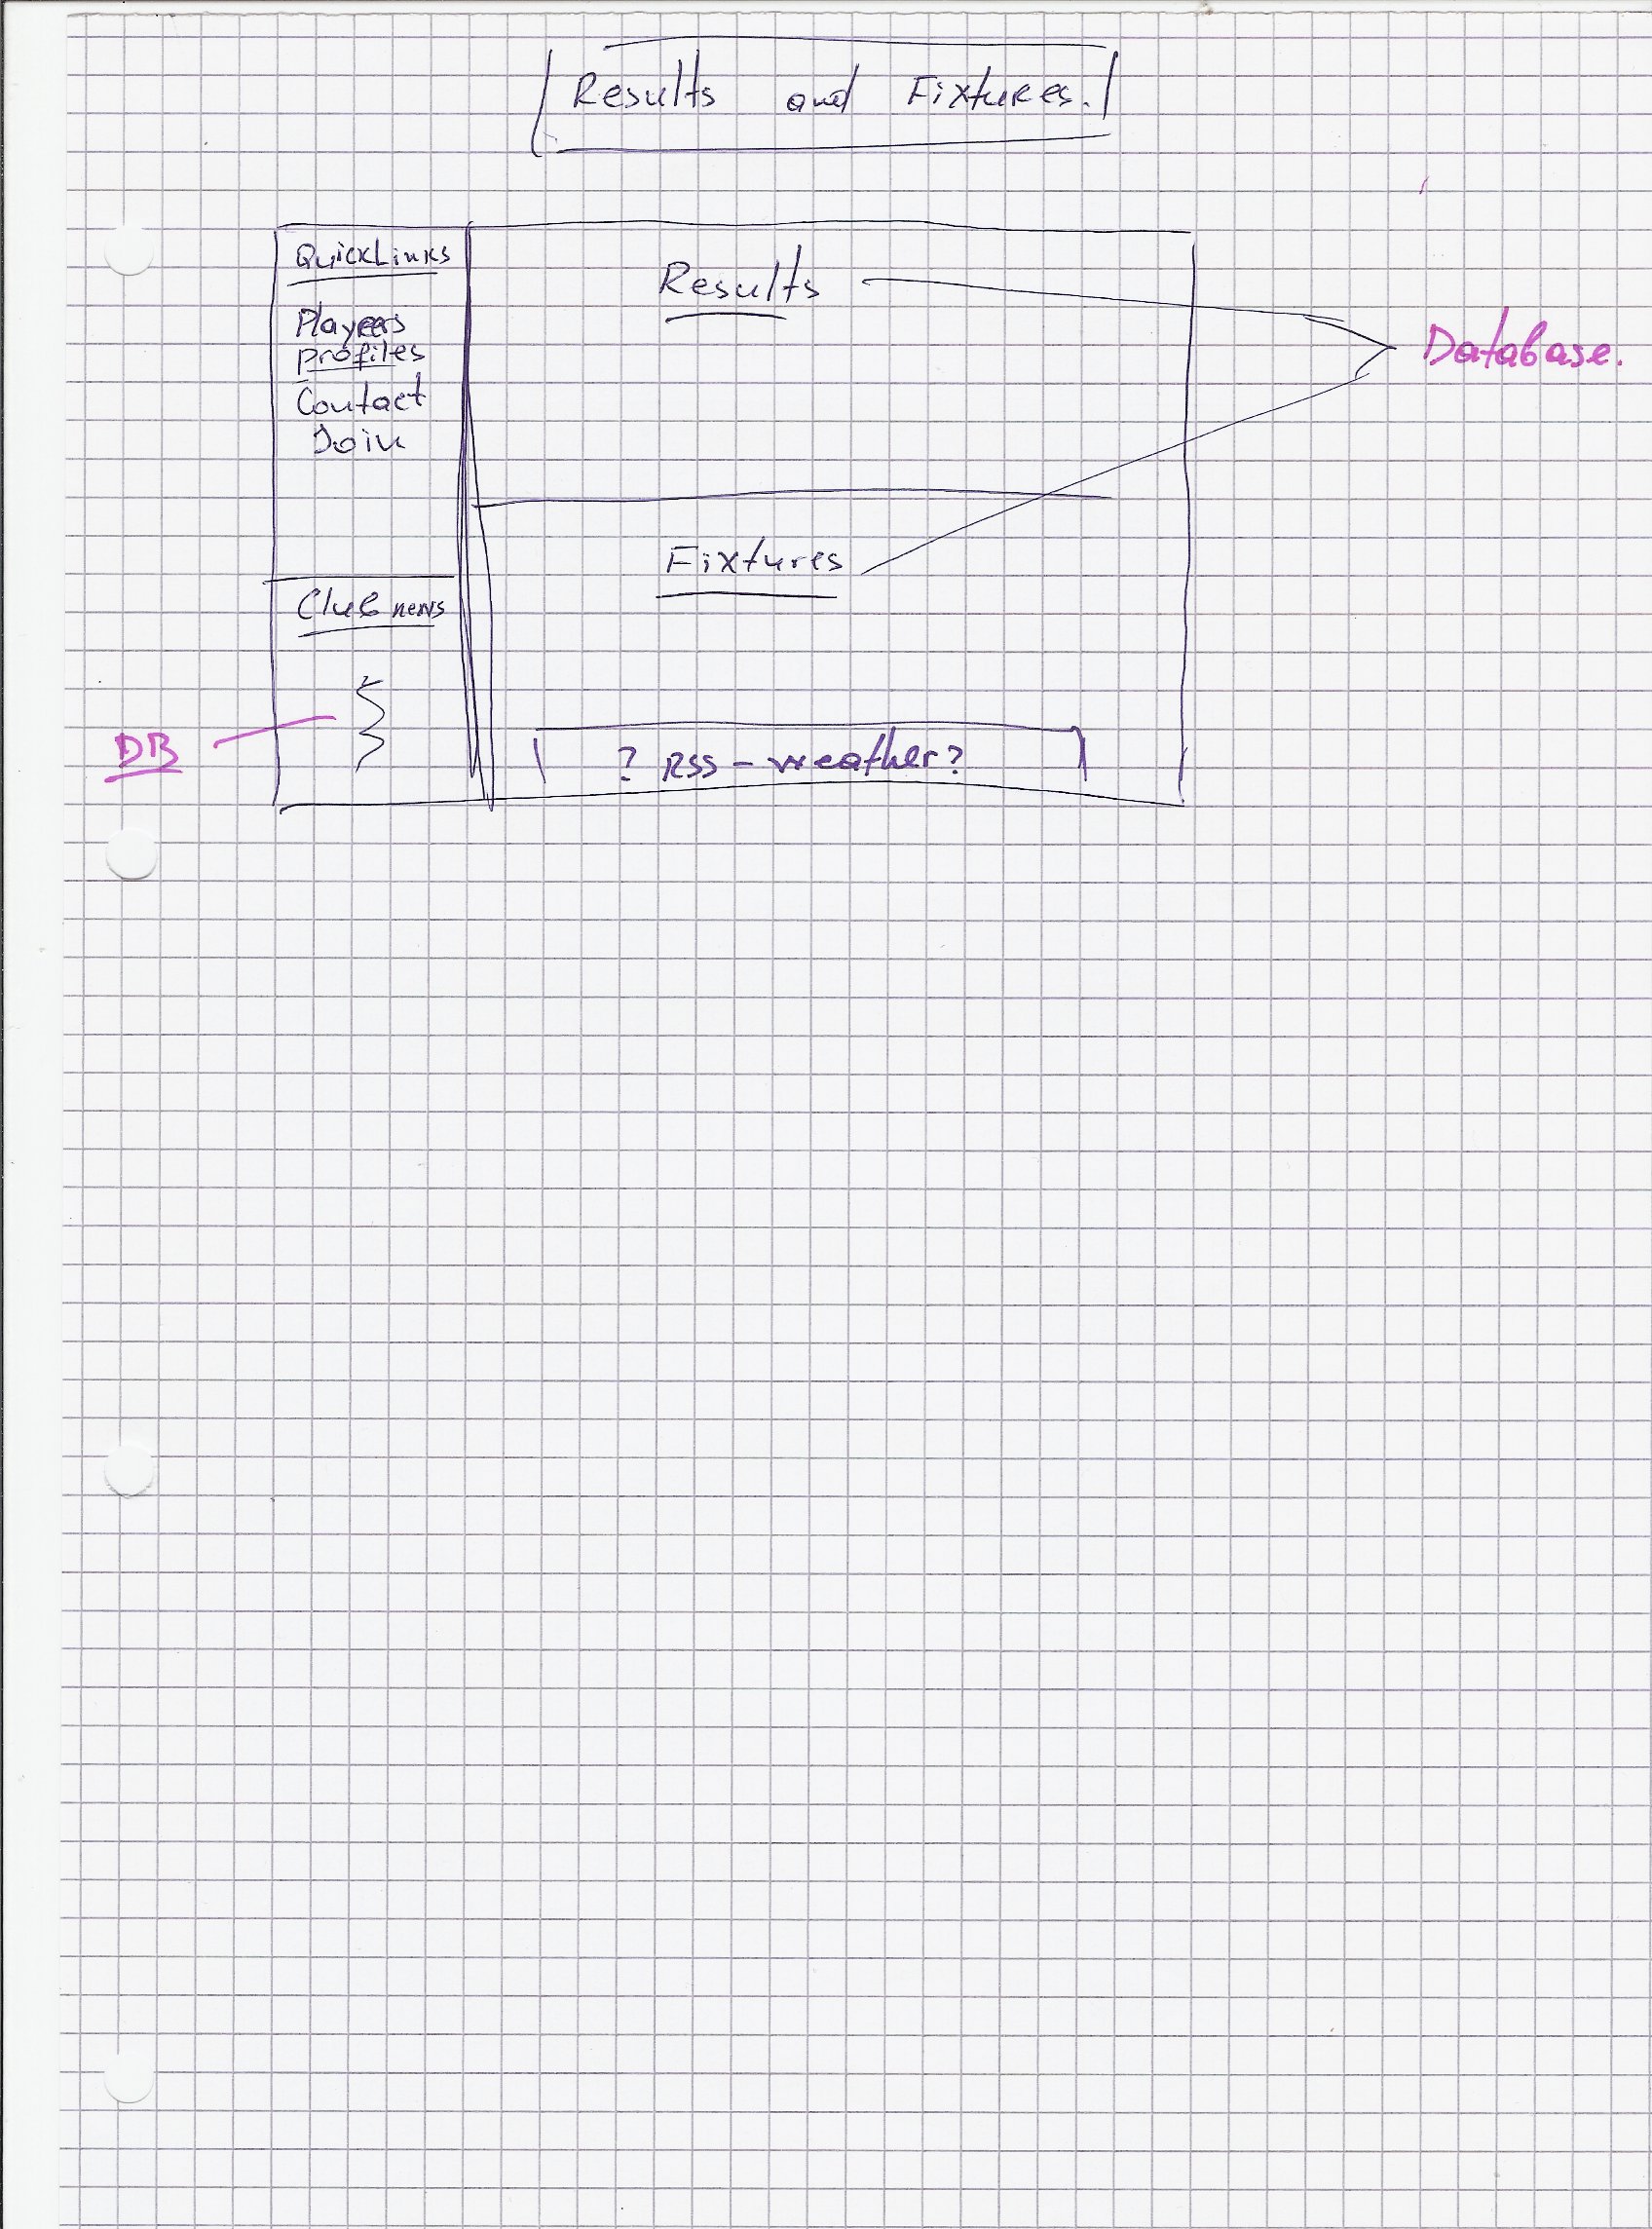 Results and Fixtures.
QuickLinks
Players
profiles
Contact
Join
Club news
DB
Results
Fixtures
? RSS - weather?
Database.